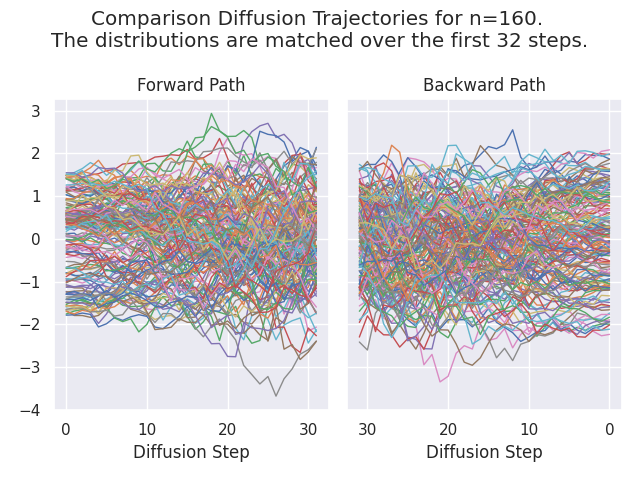 Comparison Diffusion Trajectories for n=160.
The distributions are matched over the first 32 steps.
Forward Path
Backward Path
3
2
1
0
−1
−2
−3
−4
0 10 20 30
30 20 10 0
Diffusion Step
Diffusion Step